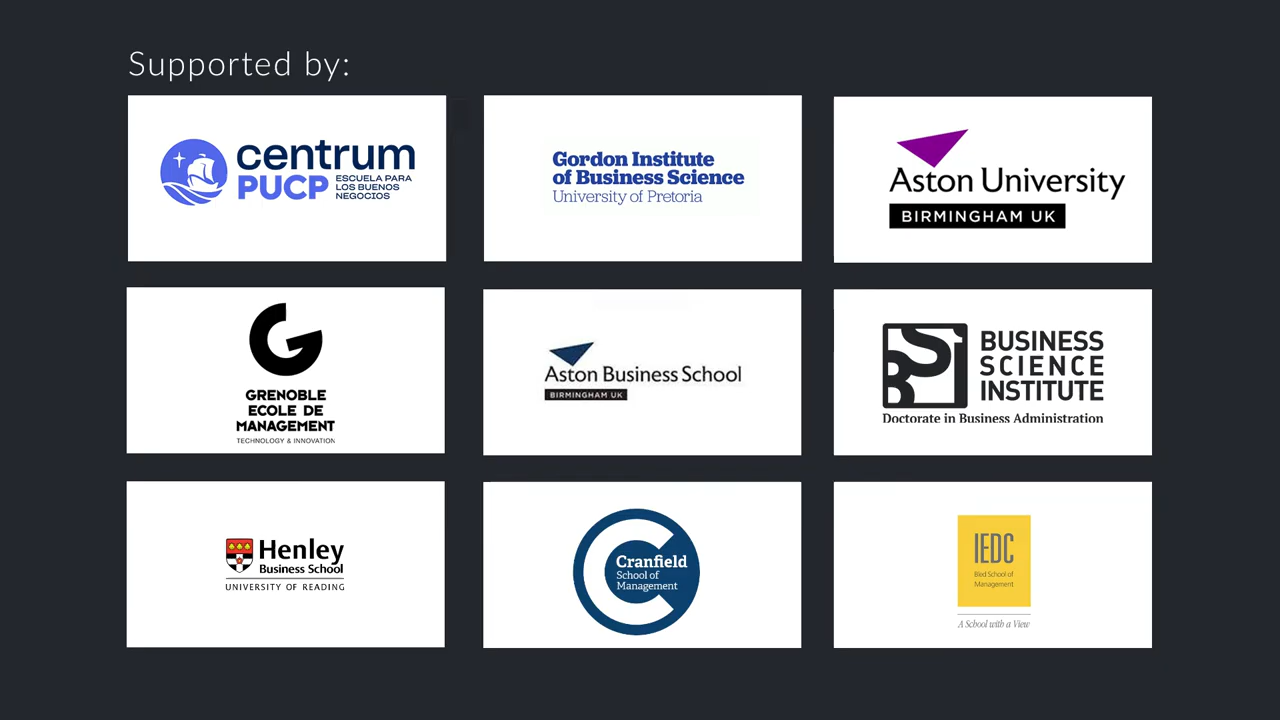 Supported by:
centrum
PUCP
ESCUELA PARA
LOS BUENOS
NEGOCIOS
Gordon Institute
of Business Science
University of Pretoria
Aston University
BIRMINGHAM UK
GRENOBLE
ECOLE DE
MANAGEMENT
TECHNOLOGY & INNOVATION
Aston Business School
BIRMINGHAM UK
BSI
BUSINESS
SCIENCE
INSTITUTE
Doctorate in Business Administration
Henley
Business School
UNIVERSITY OF READING
Cranfield
School of
Management
IEDC
Bled School of
Management
A School with a View